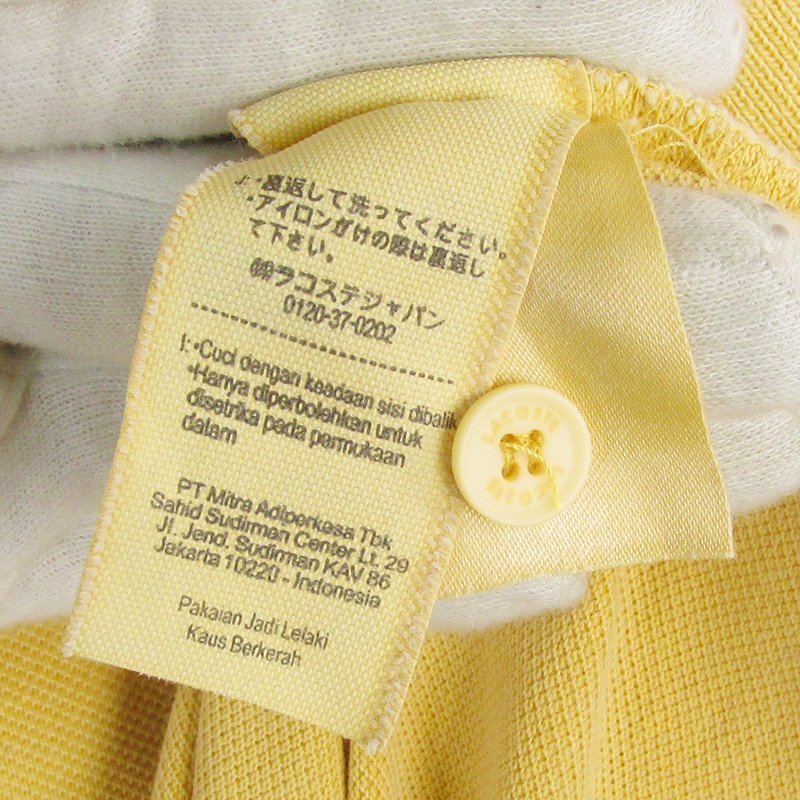 J: •裏返して洗ってください。
•アイロンがけの際は裏返し
て下さい。
㈱ラコステジャパン
0120-37-0202
I: •Cuci dengan keadaan sisi dibalik
•Hanya diperbolehkan untuk
disetrika pada permukaan
dalam
PT Mitra Adiperkasa Tbk
Sahid Sudirman Center Lt. 29
Jl. Jend. Sudirman KAV 86
Jakarta 10220 - Indonesia
Pakaian Jadi Lelaki
Kaus Berkerah
LACOSTE